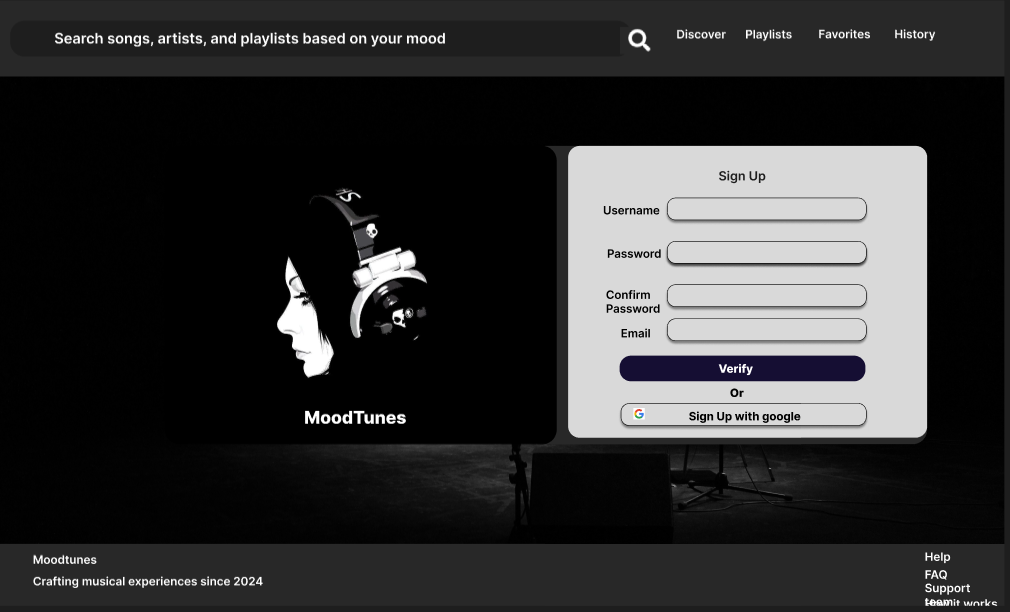 Search songs, artists, and playlists based on your mood
Discover
Playlists
Favorites
History
Sign Up
Username
Password
Confirm
Password
Email
Verify
Or
Sign Up with google
MoodTunes
Moodtunes
Crafting musical experiences since 2024
Help
FAQ
Support
team
How it works